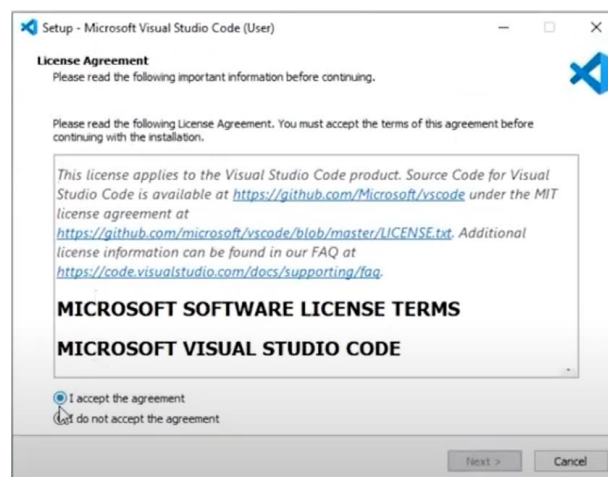 Setup - Microsoft Visual Studio Code (User)
License Agreement
Please read the following important information before continuing.
Please read the following License Agreement. You must accept the terms of this agreement before
continuing with the installation.
This license applies to the Visual Studio Code product. Source Code for Visual
Studio Code is available at https://github.com/Microsoft/vscode under the MIT
license agreement at
https://github.com/microsoft/vscode/blob/master/LICENSE.txt. Additional
license information can be found in our FAQ at
https://code.visualstudio.com/docs/supporting/faq.
MICROSOFT SOFTWARE LICENSE TERMS
MICROSOFT VISUAL STUDIO CODE
I accept the agreement
I do not accept the agreement
Next >
Cancel